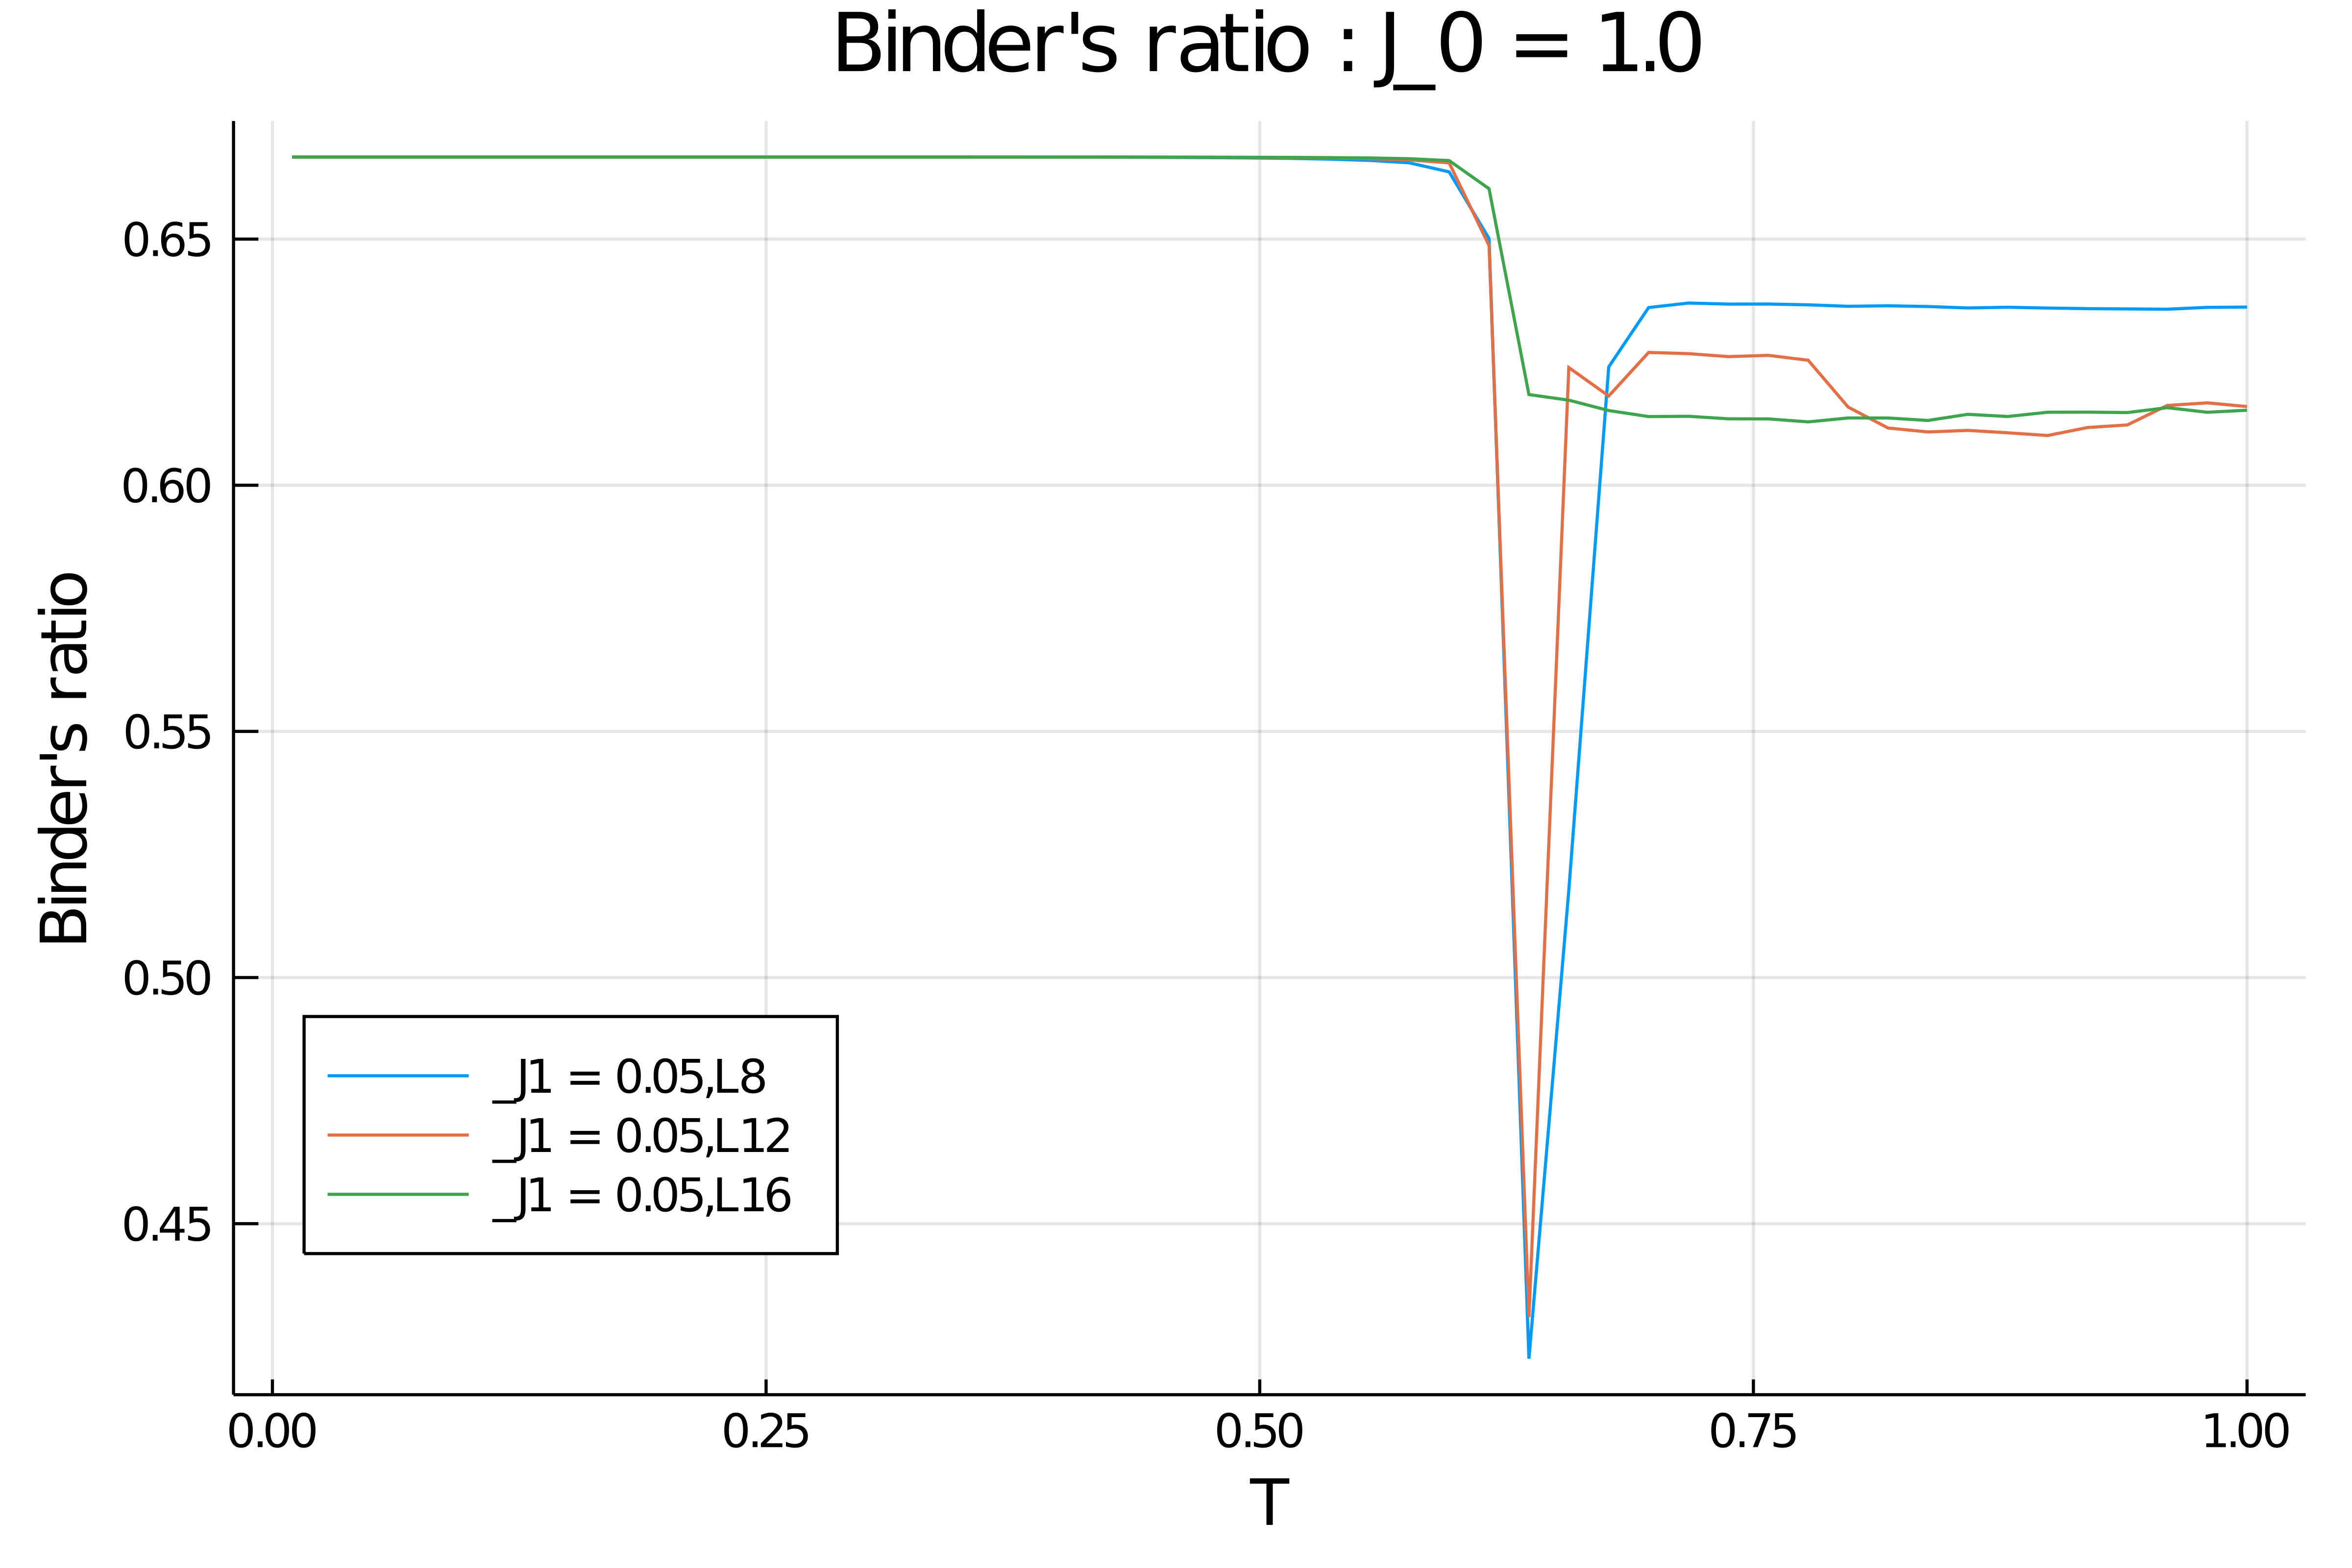 Binder's ratio : J_0 = 1.0
Binder's ratio
0.65
0.60
0.55
0.50
0.45
_J1 = 0.05,L8
_J1 = 0.05,L12
_J1 = 0.05,L16
0.00 0.25 0.50 0.75 1.00
T